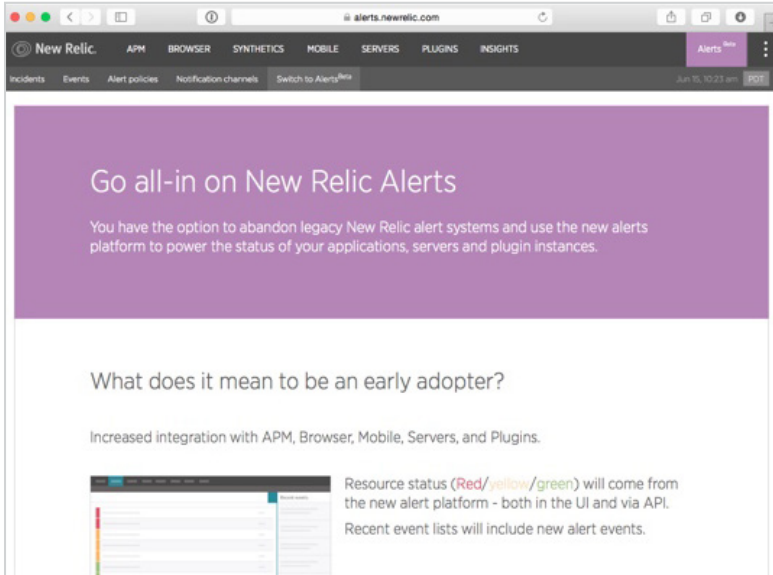 alerts.newrelic.com
New Relic. APM BROWSER SYNTHETICS MOBILE SERVERS PLUGINS INSIGHTS Alerts Beta
Incidents Events Alert policies Notification channels Switch to Alerts Beta Jun 15, 10:23 am PDT
Go all-in on New Relic Alerts
You have the option to abandon legacy New Relic alert systems and use the new alerts
platform to power the status of your applications, servers and plugin instances.
What does it mean to be an early adopter?
Increased integration with APM, Browser, Mobile, Servers, and Plugins.
Resource status (Red/yellow/green) will come from
the new alert platform - both in the UI and via API.
Recent event lists will include new alert events.